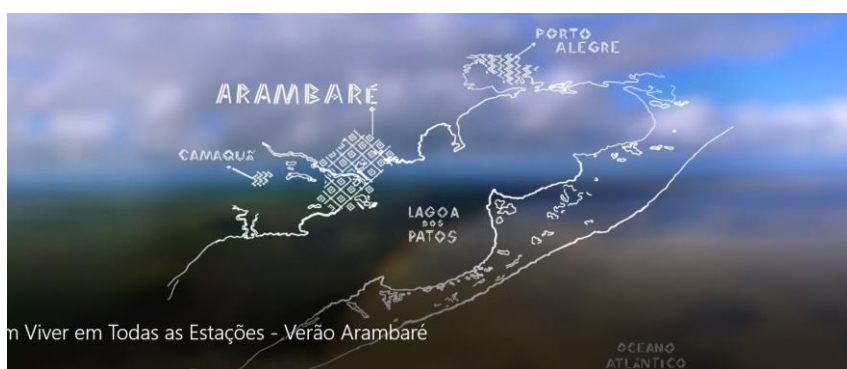 PORTO
ALEGRE
ARAMBARÉ
CAMAQUÃ
LAGOA
DOS
PATOS
m Viver em Todas as Estações - Verão Arambaré
OCEANO
ATLÂNTICO